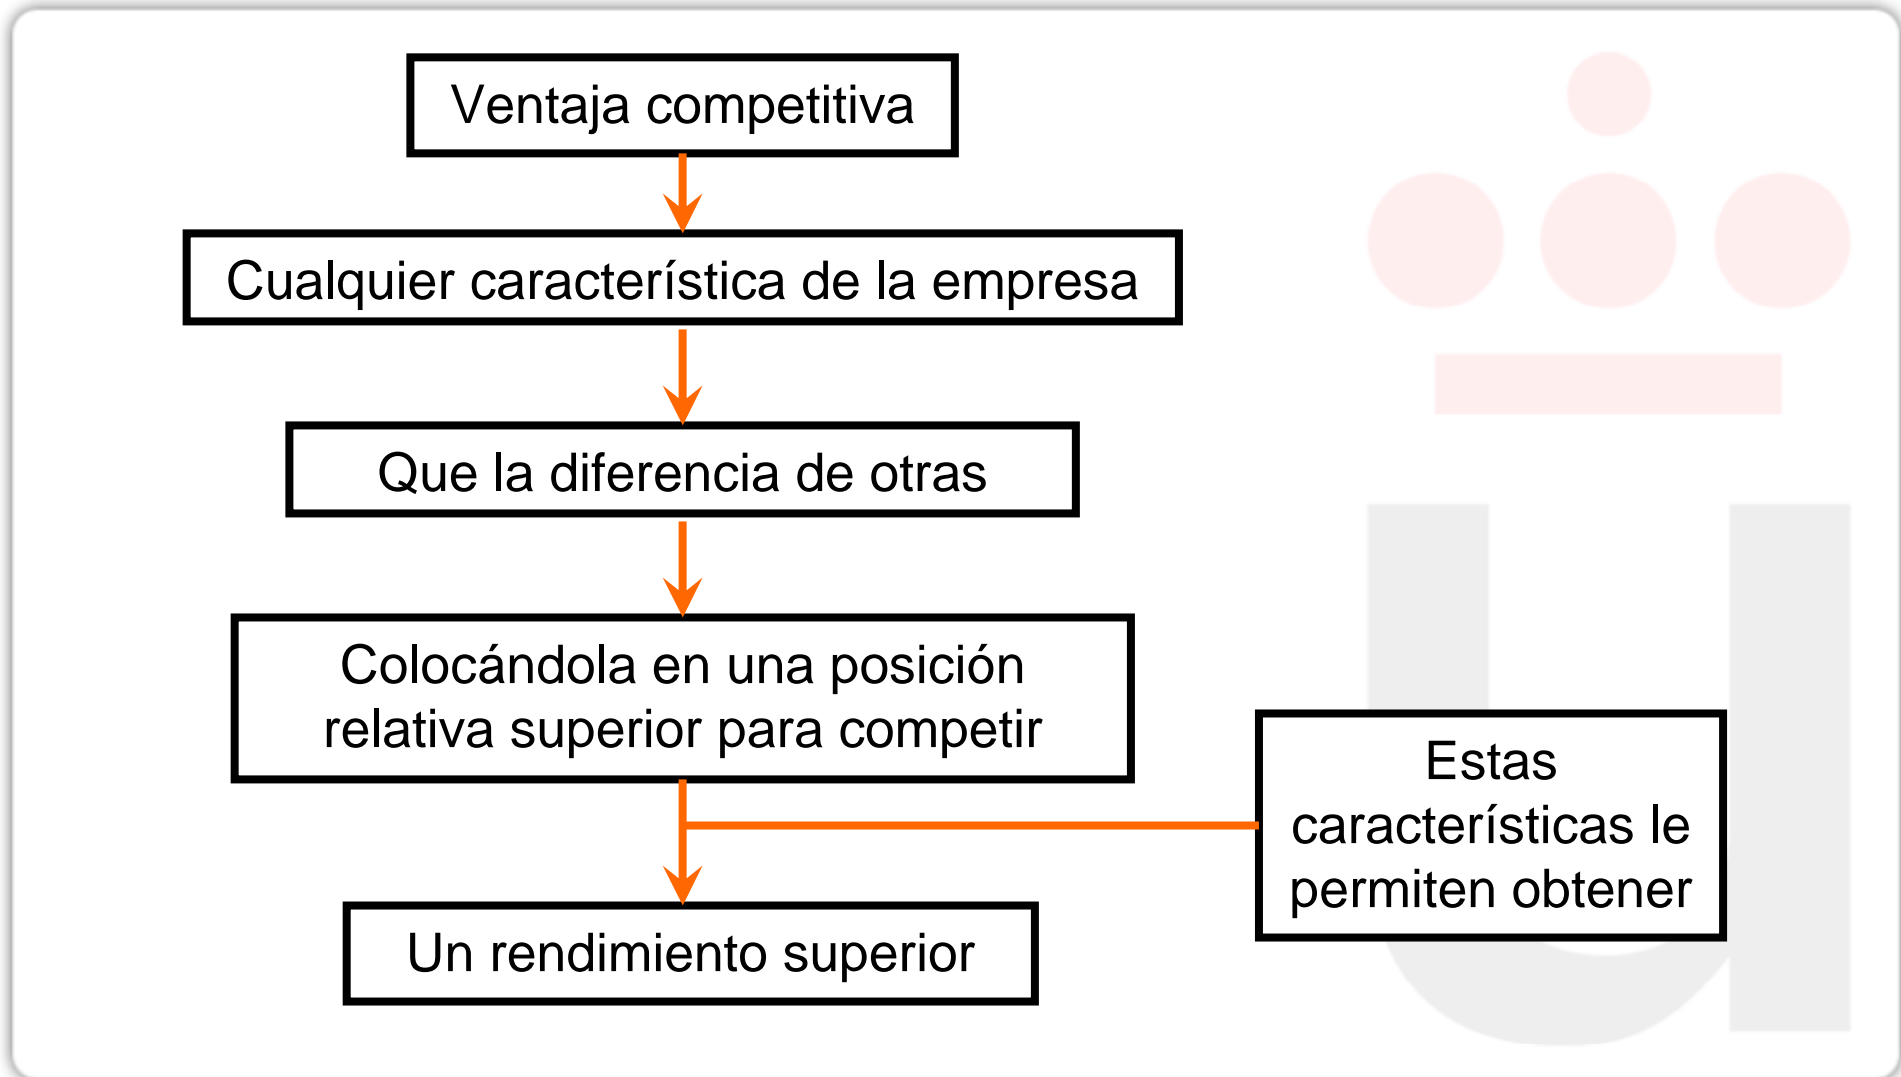 Ventaja competitiva
Cualquier característica de la empresa
Que la diferencia de otras
Colocándola en una posición
relativa superior para competir
Estas
características le
permiten obtener
Un rendimiento superior